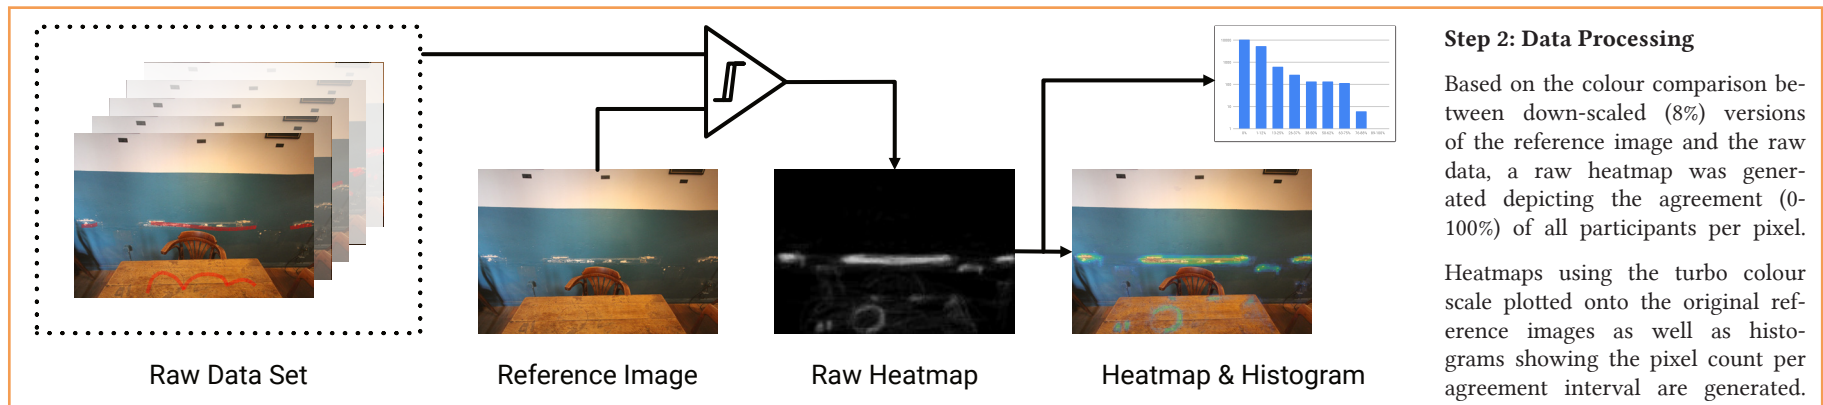 Step 2: Data Processing
Based on the colour comparison be-
tween down-scaled (8%) versions
of the reference image and the raw
data, a raw heatmap was gener-
ated depicting the agreement (0-
100%) of all participants per pixel.
Heatmaps using the turbo colour
scale plotted onto the original ref-
erence images as well as histo-
grams showing the pixel count per
agreement interval are generated.
Raw Data Set
Reference Image
Raw Heatmap
Heatmap & Histogram